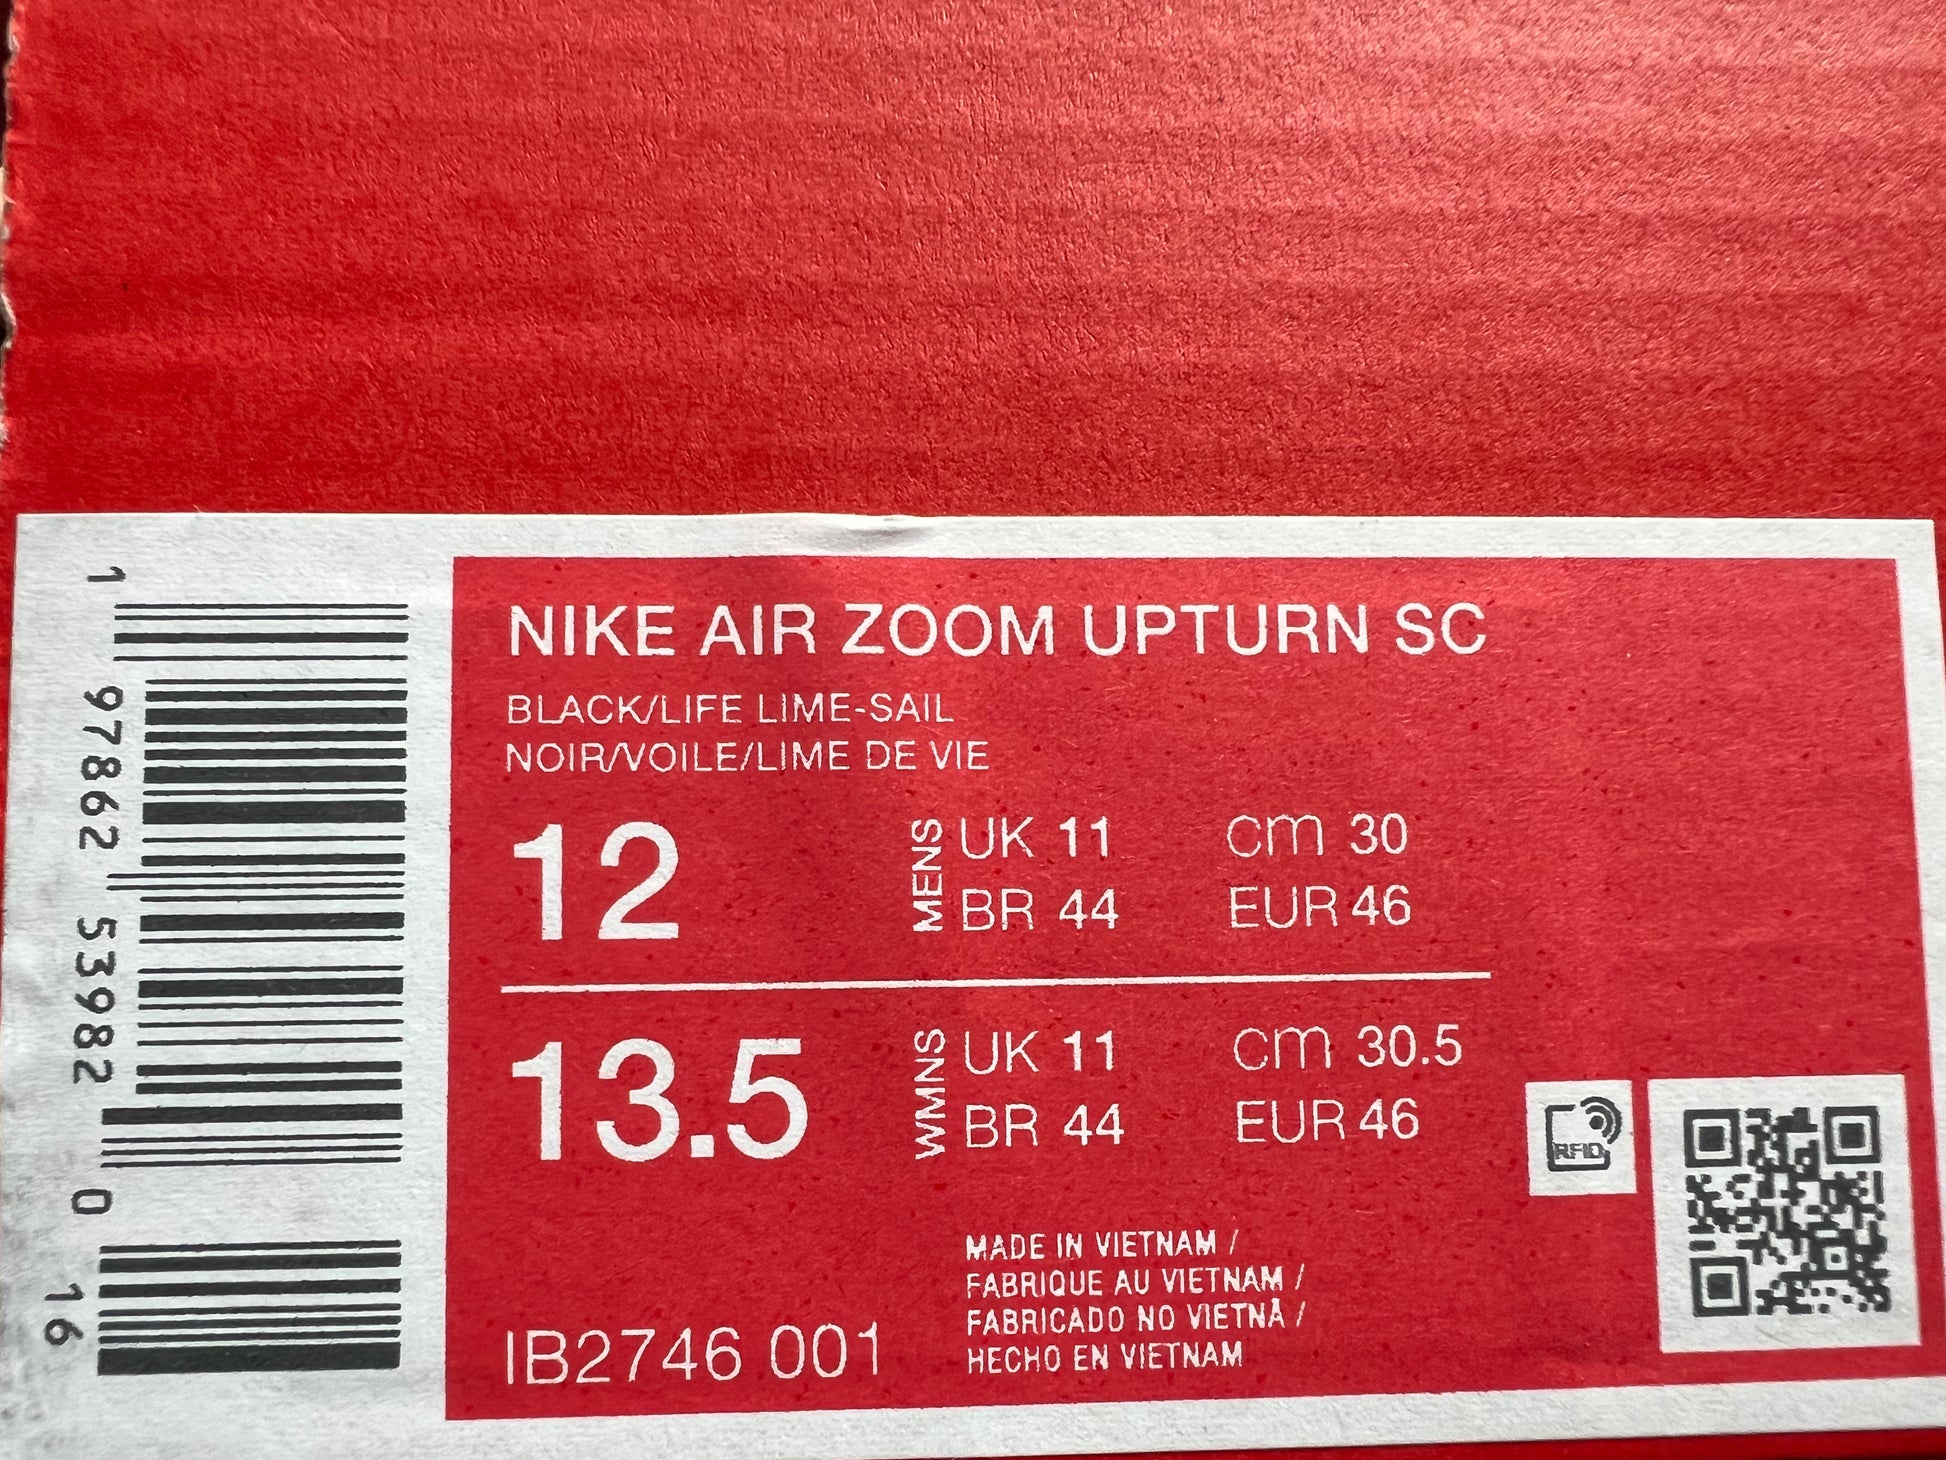 1 97862 53982 0 16
NIKE AIR ZOOM UPTURN SC
BLACK/LIFE LIME-SAIL
NOIR/VOILE/LIME DE VIE
12 MENS UK 11 cm 30
BR 44 EUR 46
13.5 WMNS UK 11 cm 30.5
BR 44 EUR 46
RFID
IB2746 001
MADE IN VIETNAM /
FABRIQUE AU VIETNAM /
FABRICADO NO VIETNÃ /
HECHO EN VIETNAM